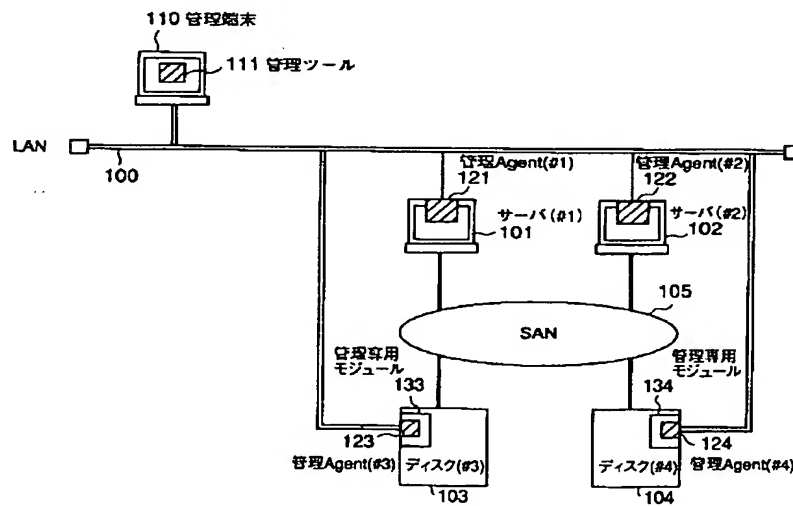 110 管理端末
111 管理ツール
LAN
100
管理Agent(#1)
121
サーバ(#1)
101
管理Agent(#2)
122
サーバ(#2)
102
105
SAN
管理専用
モジュール
133
管理専用
モジュール
134
123
124
管理Agent(#3)
ディスク(#3)
ディスク(#4)
管理Agent(#4)
103
104